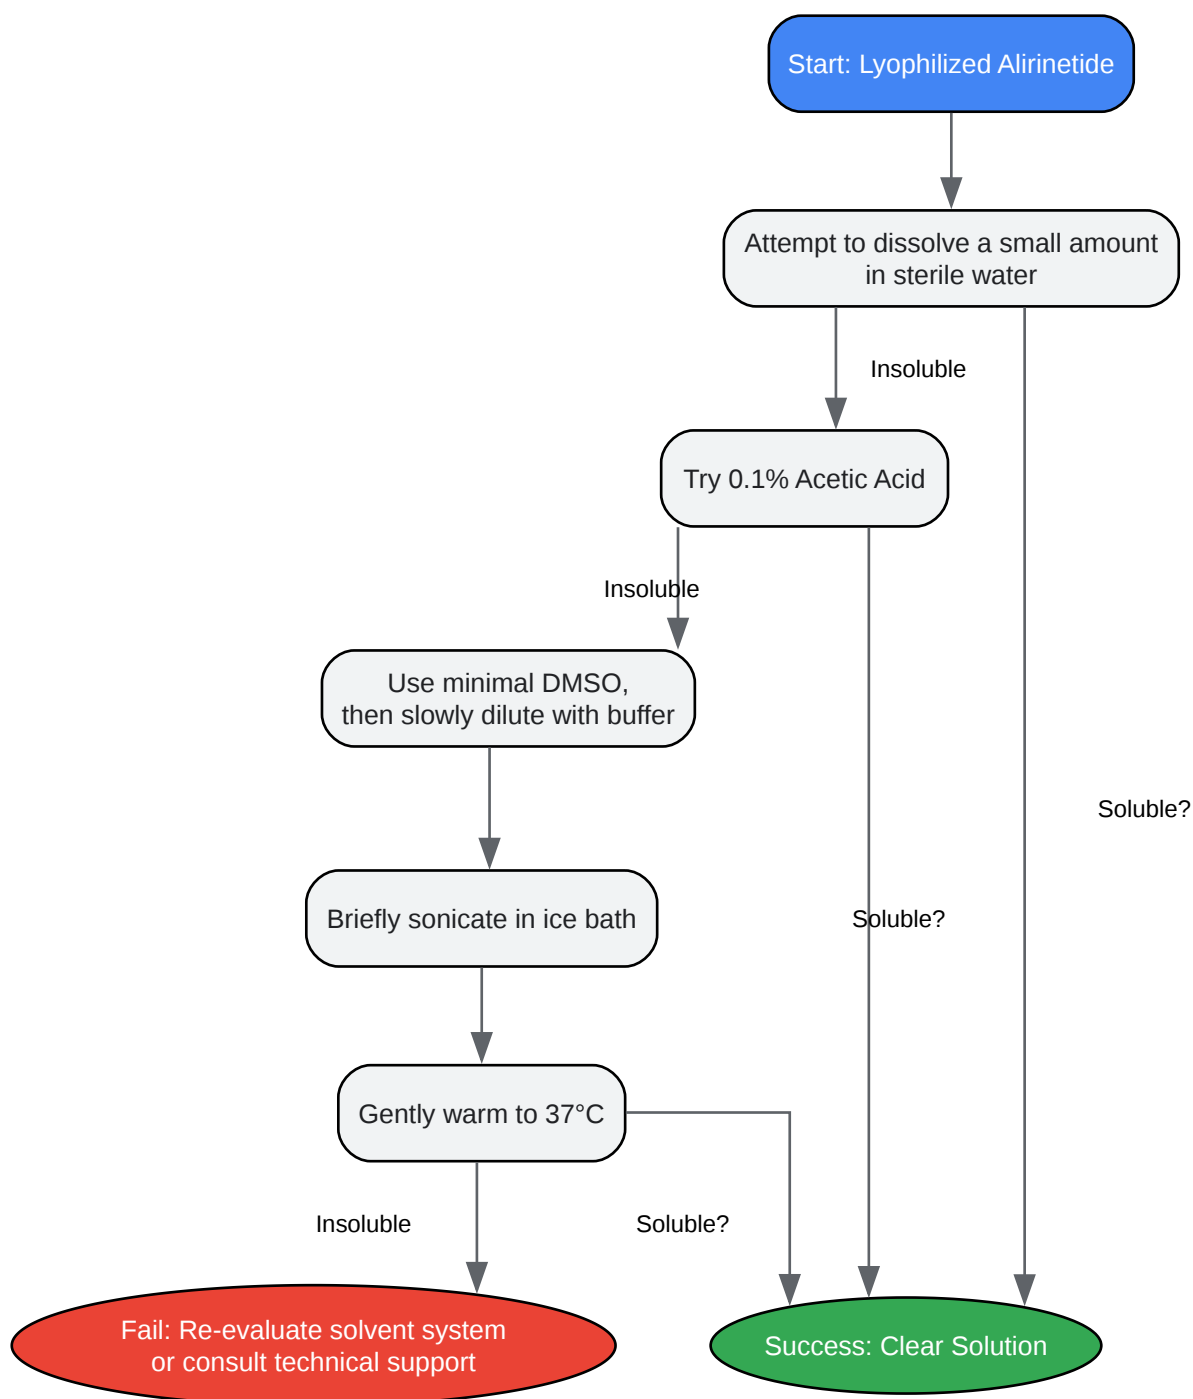 Start: Lyophilized Alirinetide
Attempt to dissolve a small amount
in sterile water
Insoluble
Try 0.1% Acetic Acid
Insoluble
Use minimal DMSO,
then slowly dilute with buffer
Soluble?
Briefly sonicate in ice bath
Soluble?
Gently warm to 37°C
Insoluble
Soluble?
Fail: Re-evaluate solvent system
or consult technical support
Success: Clear Solution